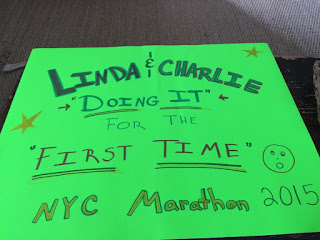 LINDA & CHARLIE
"DOING IT"
FOR THE
"FIRST TIME"
NYC Marathon 2015